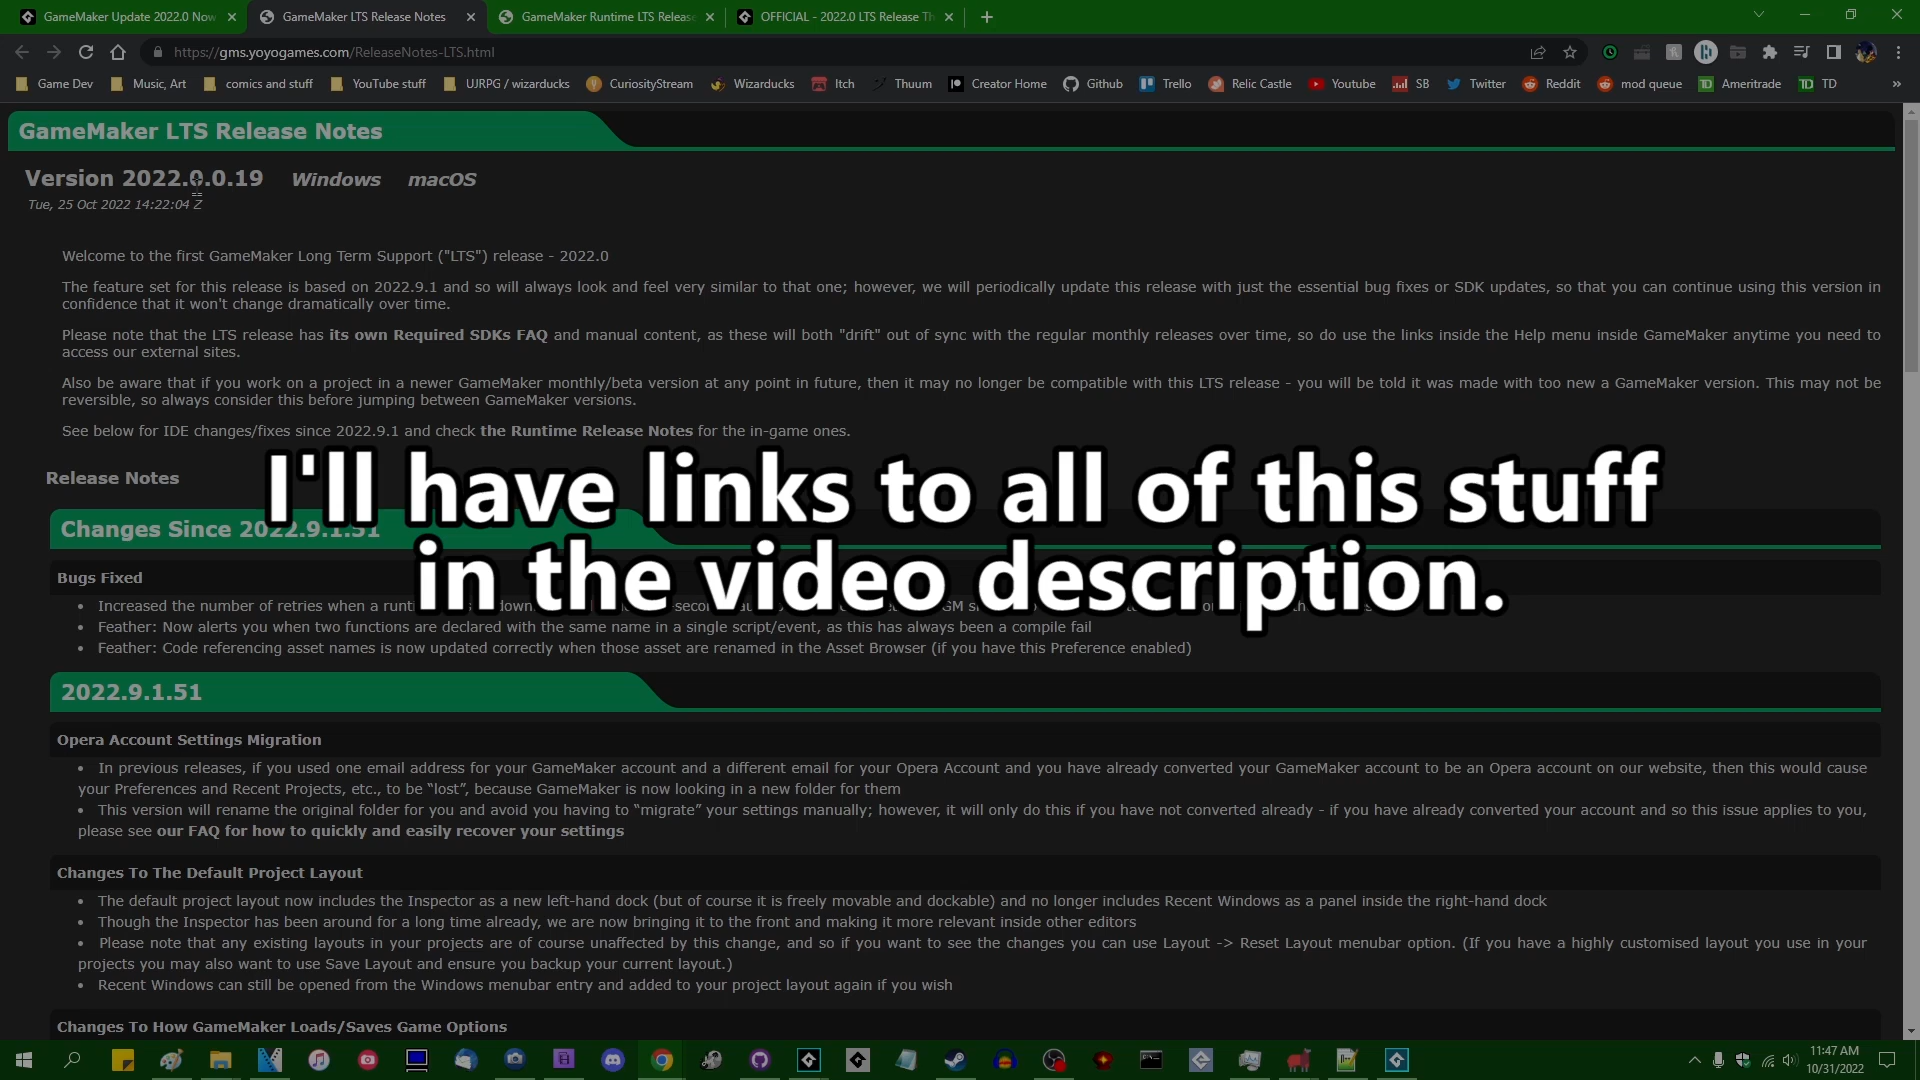 GameMaker Update 2022.0 Now
GameMaker LTS Release Notes
GameMaker Runtime LTS Release
OFFICIAL - 2022.0 LTS Release Th
https://gms.yoyogames.com/ReleaseNotes-LTS.html
Game Dev
Music, Art
comics and stuff
YouTube stuff
UJRPG / wizarducks
CuriosityStream
Wizarducks
Itch
Thuum
Creator Home
Github
Trello
Relic Castle
Youtube
SB
Twitter
Reddit
mod queue
Ameritrade
TD
GameMaker LTS Release Notes
Version 2022.0.0.19 Windows macOS
Tue, 25 Oct 2022 14:22:04 Z
Welcome to the first GameMaker Long Term Support ("LTS") release - 2022.0
The feature set for this release is based on 2022.9.1 and so will always look and feel very similar to that one; however, we will periodically update this release with just the essential bug fixes or SDK updates, so that you can continue using this version in
confidence that it won't change dramatically over time.
Please note that the LTS release has its own Required SDKs FAQ and manual content, as these will both "drift" out of sync with the regular monthly releases over time, so do use the links inside the Help menu inside GameMaker anytime you need to
access our external sites.
Also be aware that if you work on a project in a newer GameMaker monthly/beta version at any point in future, then it may no longer be compatible with this LTS release - you will be told it was made with too new a GameMaker version. This may not be
reversible, so always consider this before jumping between GameMaker versions.
See below for IDE changes/fixes since 2022.9.1 and check the Runtime Release Notes for the in-game ones.
I'll have links to all of this stuff
in the video description.
Release Notes
Changes Since 2022.9.1.51
Bugs Fixed
Increased the number of retries when a
Feather: Now alerts you when two functions are declared with the same name in a single script/event, as this has always been a compile fail
Feather: Code referencing asset names is now updated correctly when those asset are renamed in the Asset Browser (if you have this Preference enabled)
2022.9.1.51
Opera Account Settings Migration
In previous releases, if you used one email address for your GameMaker account and a different email for your Opera Account and you have already converted your GameMaker account to be an Opera account on our website, then this would cause
your Preferences and Recent Projects, etc., to be “lost”, because GameMaker is now looking in a new folder for them
This version will rename the original folder for you and avoid you having to “migrate” your settings manually; however, it will only do this if you have not converted already - if you have already converted your account and so this issue applies to you,
please see our FAQ for how to quickly and easily recover your settings
Changes To The Default Project Layout
The default project layout now includes the Inspector as a new left-hand dock (but of course it is freely movable and dockable) and no longer includes Recent Windows as a panel inside the right-hand dock
Though the Inspector has been around for a long time already, we are now bringing it to the front and making it more relevant inside other editors
Please note that any existing layouts in your projects are of course unaffected by this change, and so if you want to see the changes you can use Layout -> Reset Layout menubar option. (If you have a highly customised layout you use in your
projects you may also want to use Save Layout and ensure you backup your current layout.)
Recent Windows can still be opened from the Windows menubar entry and added to your project layout again if you wish
Changes To How GameMaker Loads/Saves Game Options
11:47 AM
10/31/2022